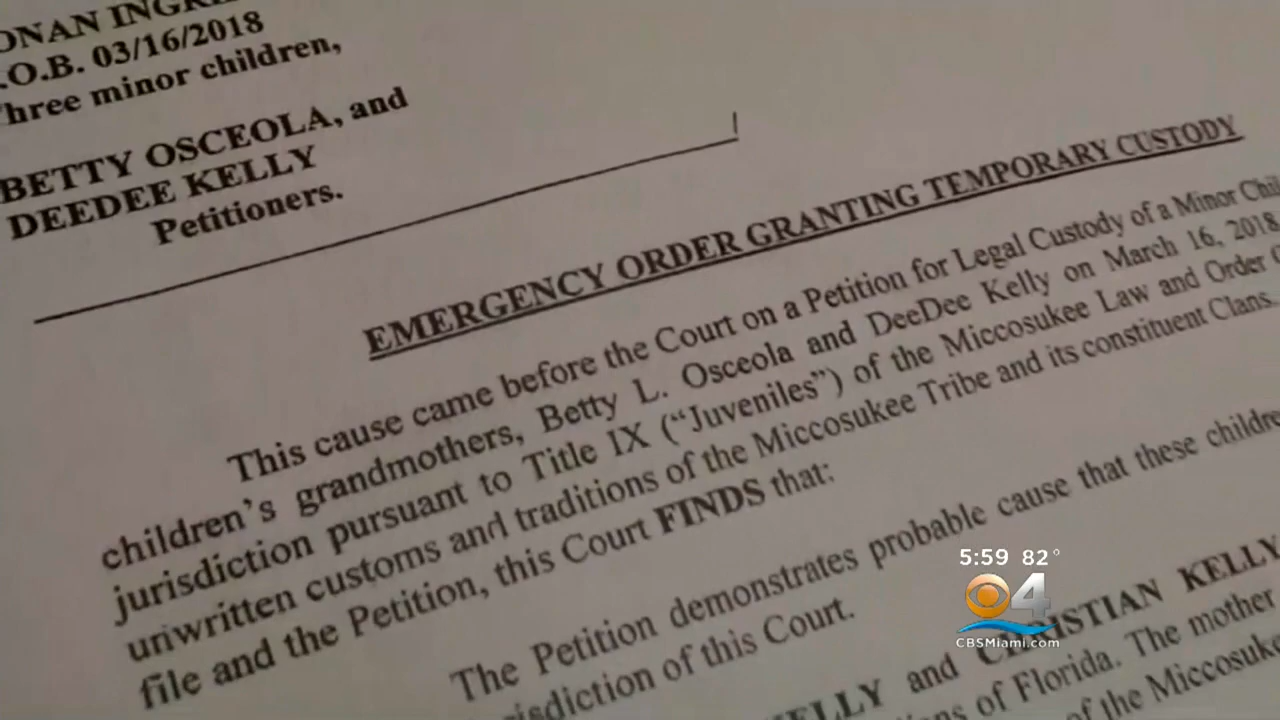 03/16/2018
minor children,
BETTY OSCEOLA, and
DEEDEE KELLY
Petitioners.
EMERGENCY ORDER GRANTING TEMPORARY CUSTODY
This cause came before the Court on a Petition for Legal Custody of a Minor
children's grandmothers, Betty L. Osceola and DeeDee Kelly on March 16, 2018
jurisdiction pursuant to Title IX ("Juveniles") of the Miccosukee Law and Order
unwritten customs and traditions of the Miccosukee Tribe and its constituent Clans.
file and the Petition, this Court FINDS that:
The Petition demonstrates probable cause that these
of this Court.
and CHRISTIAN KELLY
of Florida. The mother
of the
5:59 82°
4
CBSMiami.com